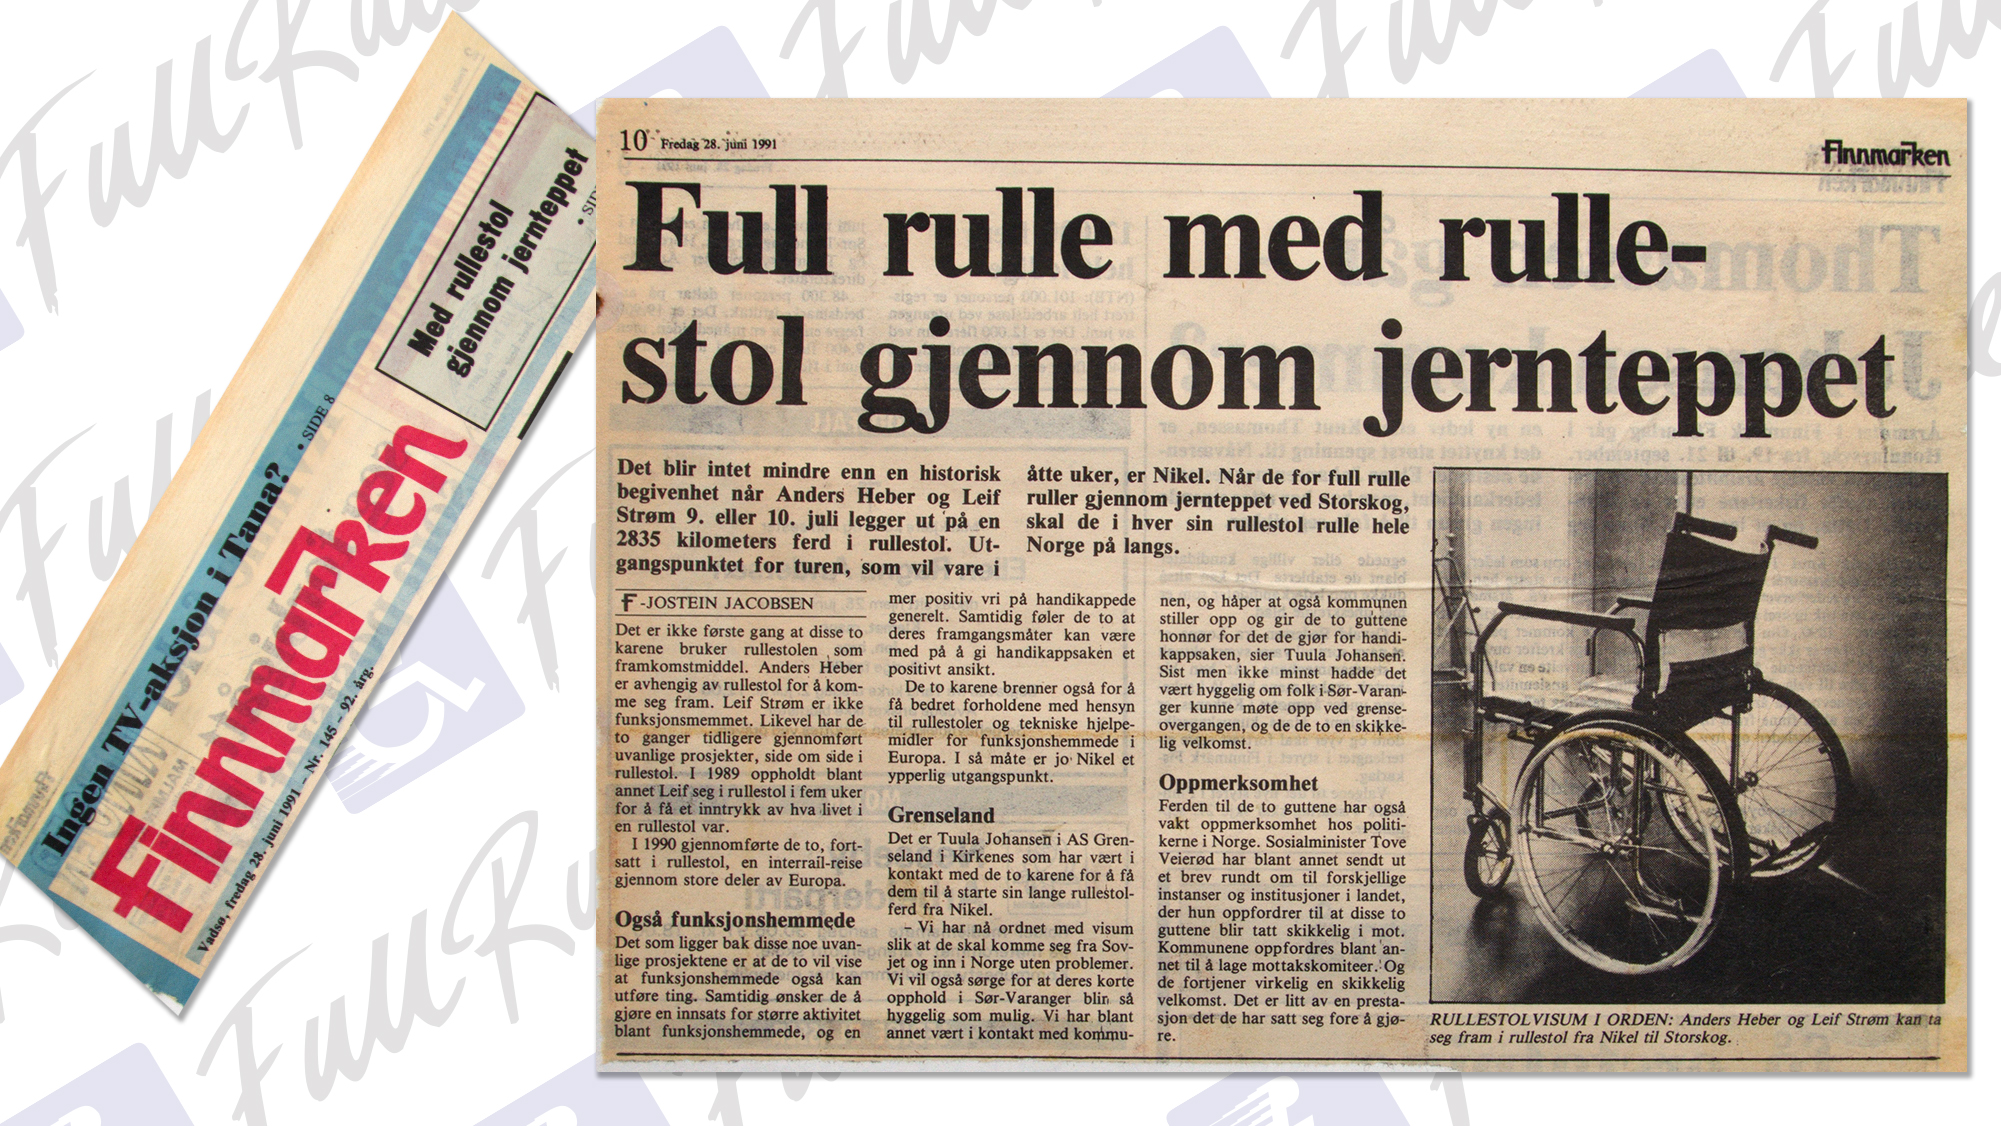 Ingen TV-aksjon i Tana? • SIDE 8
Med rullestol
gjennom jernteppet
Finnmarken
Vadsø, fredag 28. juni 1991 – Nr. 145 – 92. årg.
10 Fredag 28. juni 1991
Finnmarken
Full rulle med rulle-
stol gjennom jernteppet
Det blir intet mindre enn en historisk
begivenhet når Anders Heber og Leif
Strøm 9. eller 10. juli legger ut på en
2835 kilometers ferd i rullestol. Ut-
gangspunktet for turen, som vil vare i
åtte uker, er Nikel. Når de for full rulle
ruller gjennom jernteppet ved Storskog,
skal de i hver sin rullestol rulle hele
Norge på langs.
F -JOSTEIN JACOBSEN
Det er ikke første gang at disse to
karene bruker rullestolen som
framkomstmiddel. Anders Heber
er avhengig av rullestol for å kom-
me seg fram. Leif Strøm er ikke
funksjonsmemmet. Likevel har de
to ganger tidligere gjennomført
uvanlige prosjekter, side om side i
rullestol. I 1989 oppholdt blant
annet Leif seg i rullestol i fem uker
for å få et inntrykk av hva livet i
en rullestol var.
I 1990 gjennomførte de to, fort-
satt i rullestol, en interrail-reise
gjennom store deler av Europa.
Også funksjonshemmede
Det som ligger bak disse noe uvan-
lige prosjektene er at de to vil vise
at funksjonshemmede også kan
utføre ting. Samtidig ønsker de å
gjøre en innsats for større aktivitet
blant funksjonshemmede, og en
mer positiv vri på handikappede
generelt. Samtidig føler de to at
deres framgangsmåter kan være
med på å gi handikappsaken et
positivt ansikt.
De to karene brenner også for å
få bedret forholdene med hensyn
til rullestoler og tekniske hjelpe-
midler for funksjonshemmede i
Europa. I så måte er jo Nikel et
ypperlig utgangspunkt.
Grenseland
Det er Tuula Johansen i AS Gren-
seland i Kirkenes som har vært i
kontakt med de to karene for å få
dem til å starte sin lange rullestol-
ferd fra Nikel.
– Vi har nå ordnet med visum
slik at de skal komme seg fra Sov-
jet og inn i Norge uten problemer.
Vi vil også sørge for at deres korte
opphold i Sør-Varanger blin så
hyggelig som mulig. Vi har blant
annet vært i kontakt med kommu-
nen, og håper at også kommunen
stiller opp og gir de to guttene
honnør for det de gjør for handi-
kappsaken, sier Tuula Johansen.
Sist men ikke minst hadde det
vært hyggelig om folk i Sør-Varan-
ger kunne møte opp ved grense-
overgangen, og de de to en skikke-
lig velkomst.
Oppmerksomhet
Ferden til de to guttene har også
vakt oppmerksomhet hos politi-
kerne i Norge. Sosialminister Tove
Veierød har blant annet sendt ut
et brev rundt om til forskjellige
instanser og institusjoner i landet,
der hun oppfordrer til at disse to
guttene blir tatt skikkelig i mot.
Kommunene oppfordres blant an-
net til å lage mottakskomiteer. Og
de fortjener virkelig en skikkelig
velkomst. Det er litt av en presta-
sjon det de har satt seg fore å gjø-
re.
RULLESTOLVISUM I ORDEN: Anders Heber og Leif Strøm kan ta
seg fram i rullestol fra Nikel til Storskog.